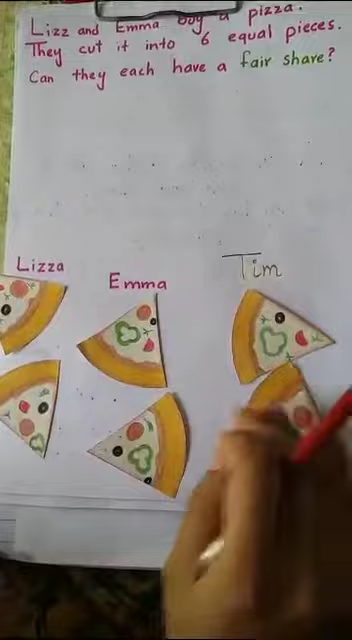 Lizz and Emma buy a pizza.
They cut it into 6 equal pieces.
Can they each have a fair share?
Lizza
Emma
Tim